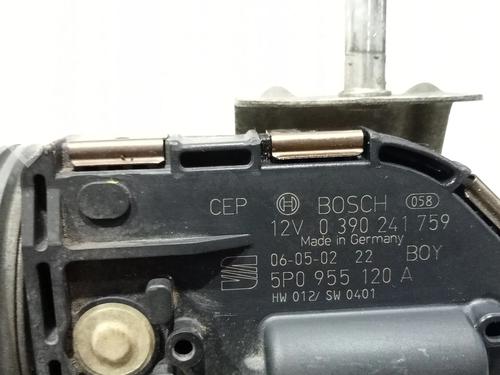 CEP BOSCH 058
12V 0 390 241 759
Made in Germany
06-05-02 22 BOY
5P0 955 120 A
HW 012/ SW 0401